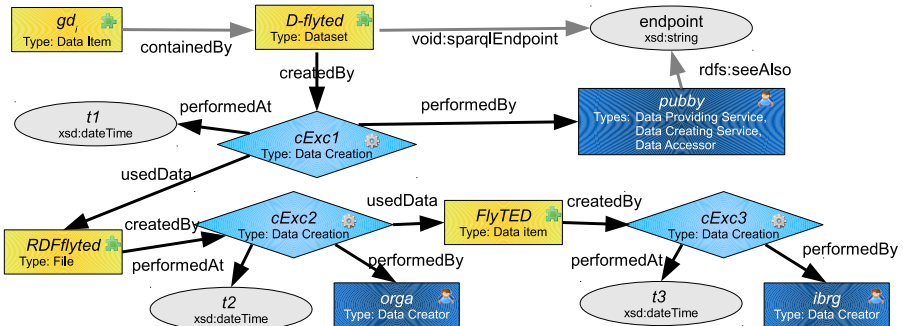 gd_i
Type: Data Item
containedBy
D-flyted
Type: Dataset
void:sparqlEndpoint
endpoint
xsd:string
createdBy
rdfs:seeAlso
t1
xsd:dateTime
performedAt
performedBy
pubby
Types: Data Providing Service,
Data Creating Service,
Data Accessor
cExc1
Type: Data Creation
usedData
RDFflyted
Type: File
createdBy
cExc2
Type: Data Creation
usedData
FlyTED
Type: Data item
createdBy
cExc3
Type: Data Creation
performedAt
performedBy
performedAt
performedBy
t2
xsd:dateTime
orga
Type: Data Creator
t3
xsd:dateTime
ibrg
Type: Data Creator